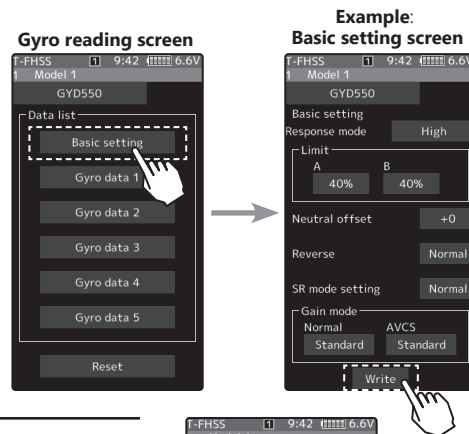 Gyro reading screen
T-FHSS 1 9:42 6.6V
1 Model 1
GYD550
Data list
Basic setting
Gyro data 1
Gyro data 2
Gyro data 3
Gyro data 4
Gyro data 5
Reset
Example:
Basic setting screen
T-FHSS 1 9:42 6.6V
1 Model 1
GYD550
Basic setting
Response mode High
Limit
A B
40% 40%
Neutral offset +0
Reverse Normal
SR mode setting Normal
Gain mode
Normal AVCS
Standard Standard
Write
T-FHSS 1 9:42 6.6V